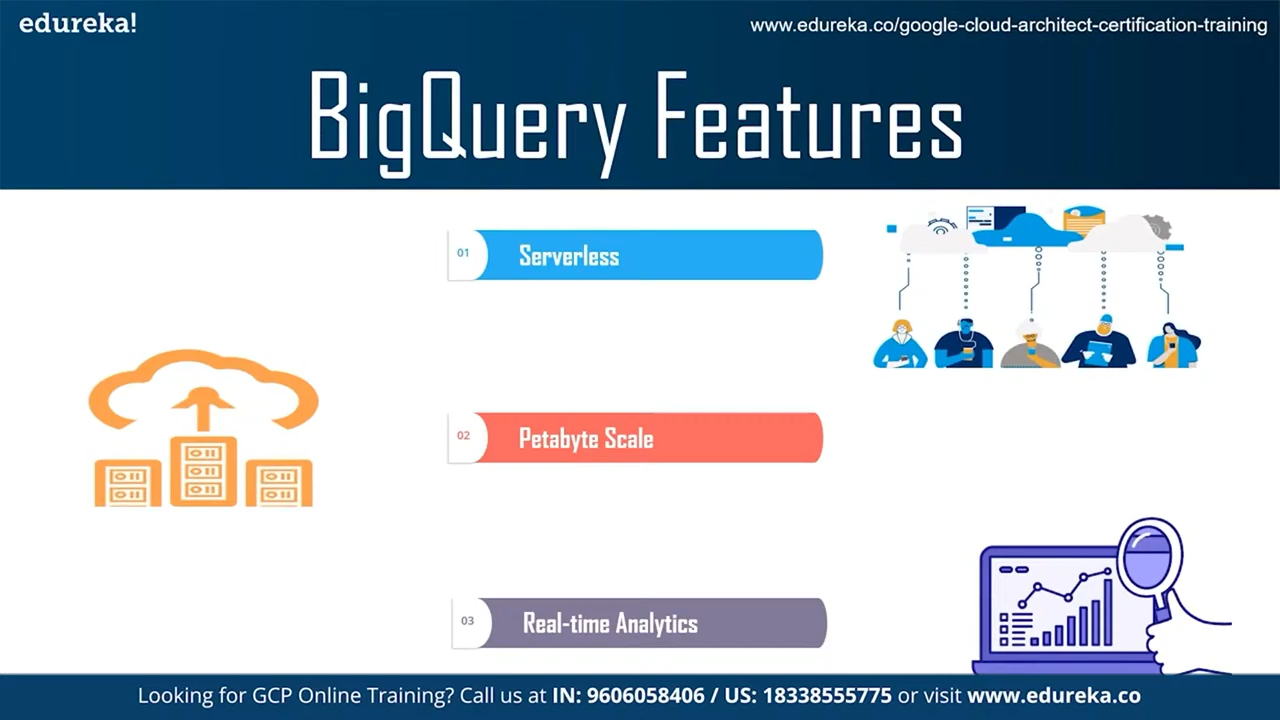 edureka!
www.edureka.co/google-cloud-architect-certification-training
BigQuery Features
01
Serverless
02
Petabyte Scale
03
Real-time Analytics
Looking for GCP Online Training? Call us at IN: 9606058406 / US: 18338555775 or visit www.edureka.co